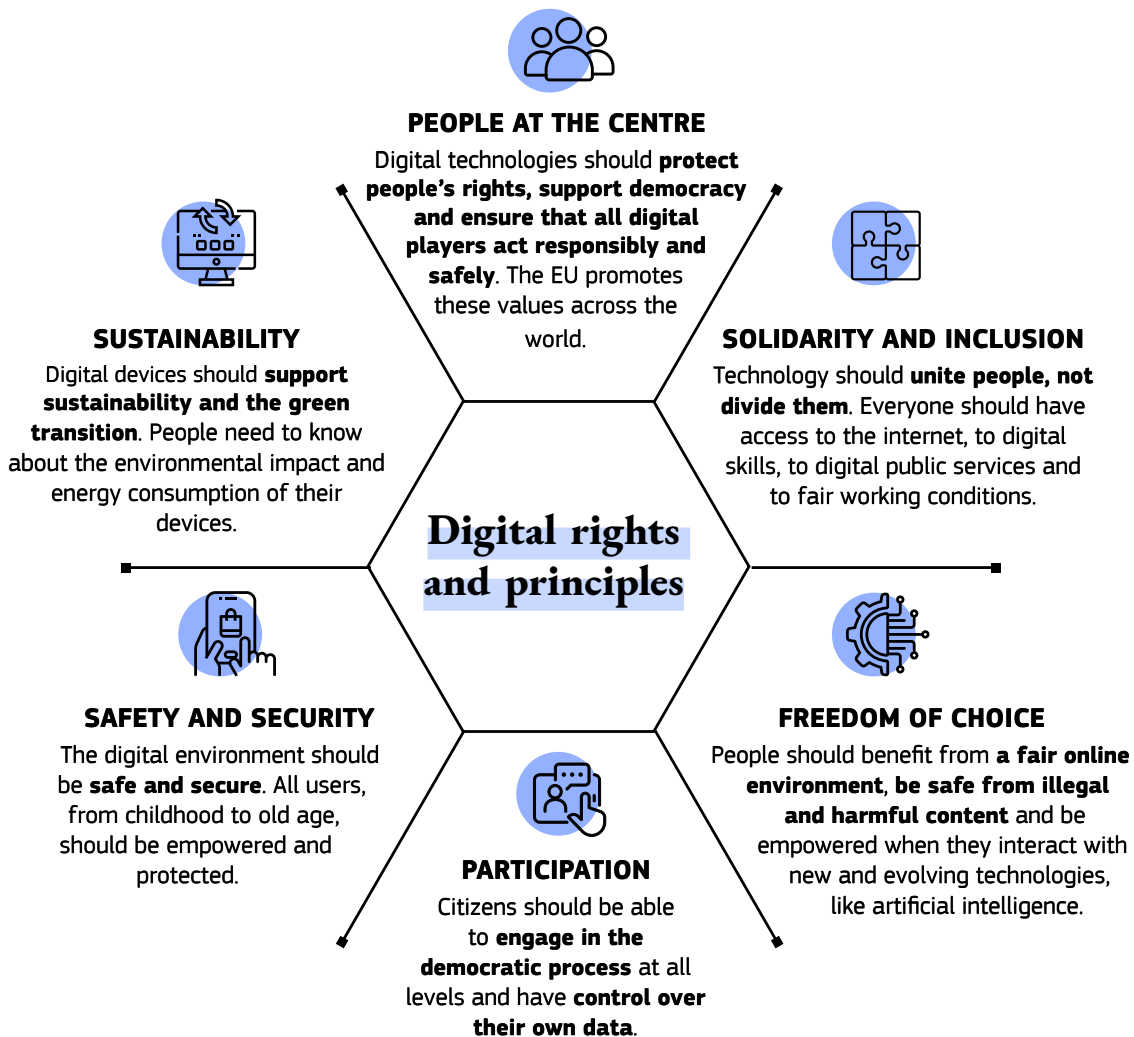 PEOPLE AT THE CENTRE
Digital technologies should protect
people's rights, support democracy
and ensure that all digital
players act responsibly and
safely. The EU promotes
these values across the
world.
SUSTAINABILITY
Digital devices should support
sustainability and the green
transition. People need to know
about the environmental impact and
energy consumption of their
devices.
SOLIDARITY AND INCLUSION
Technology should unite people, not
divide them. Everyone should have
access to the internet, to digital
skills, to digital public services and
to fair working conditions.
Digital rights
and principles
SAFETY AND SECURITY
The digital environment should
be safe and secure. All users,
from childhood to old age,
should be empowered and
protected.
FREEDOM OF CHOICE
People should benefit from a fair online
environment, be safe from illegal
and harmful content and be
empowered when they interact with
new and evolving technologies,
like artificial intelligence.
PARTICIPATION
Citizens should be able
to engage in the
democratic process at all
levels and have control over
their own data.